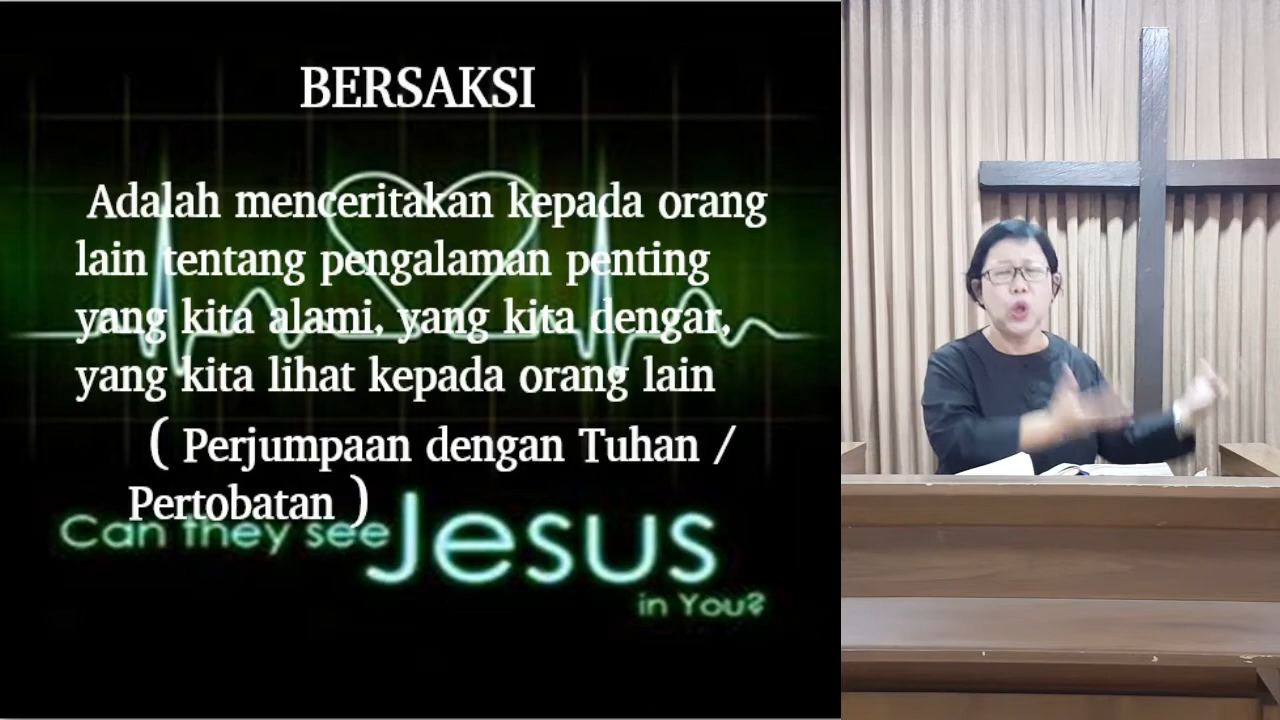 BERSAKSI
Adalah menceritakan kepada orang
lain tentang pengalaman penting
yang kita alami, yang kita dengar,
yang kita lihat kepada orang lain
( Perjumpaan dengan Tuhan /
Pertobatan )
Can they see Jesus
in You?